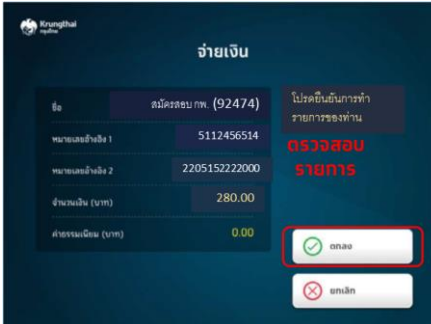 Krungthai
กรุงไทย
จ่ายเงิน
ชื่อ สมัครสอบ กพ. (92474)
หมายเลขอ้างอิง 1 5112456514
หมายเลขอ้างอิง 2 2205152222000
จำนวนเงิน (บาท) 280.00
ค่าธรรมเนียม (บาท) 0.00
โปรดยืนยันการทำ
รายการของท่าน
ตรวจสอบ
รายการ
ตกลง
ยกเลิก